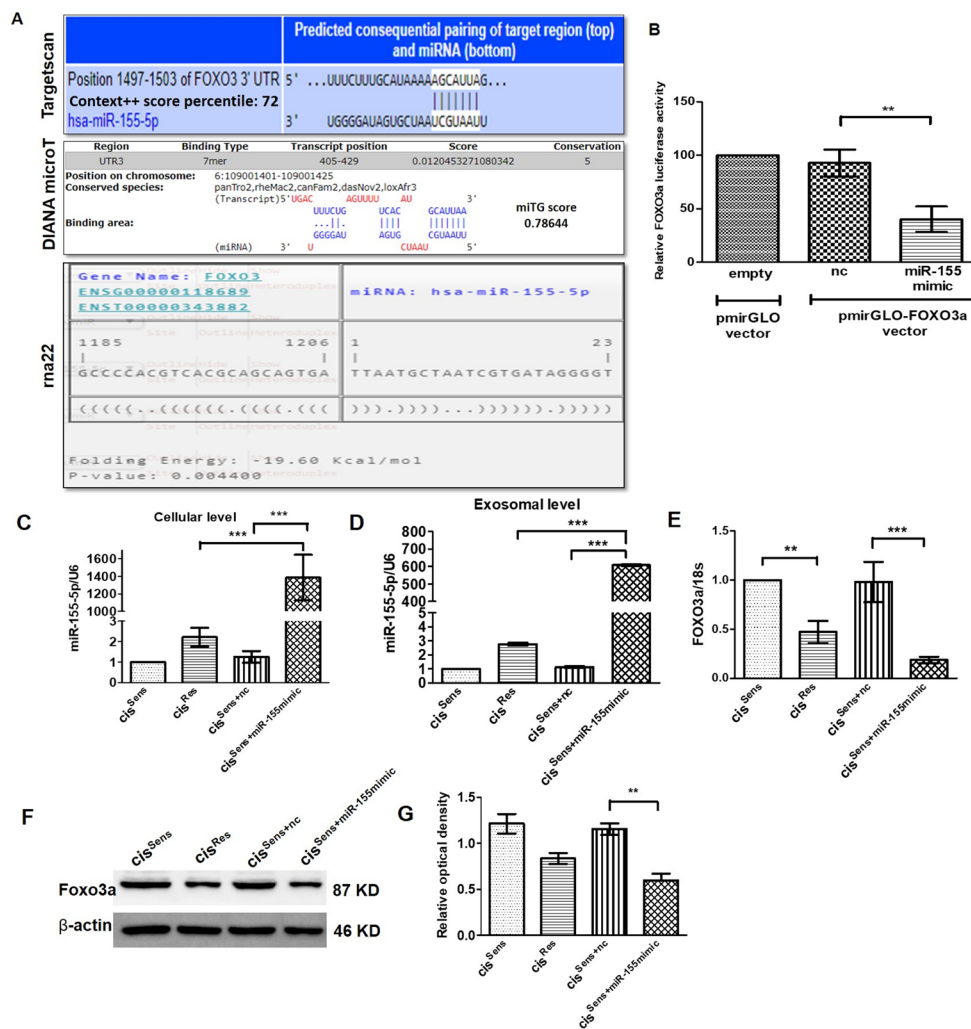 A
Targetscan
Predicted consequential pairing of target region (top)
and miRNA (bottom)
Position 1497-1503 of FOXO3 3' UTR 5' ...UUUCUUUGCAUAAAAAGCAUUAG...
Context++ score percentile: 72
hsa-miR-155-5p 3' UGGGGAUAGUGCUAAUCGUAAUU
DIANA microT
Region Binding Type Transcript position Score Conservation
UTR3 7mer 405-429 0.0120453271080342 5
Position on chromosome: 6:109001401-109001425
Conserved species: panTro2,rheMac2,canFam2,dasNov2,loxAfr3
(Transcript) 5'UGAC AGUUUU AU 3'
UUUCUG UCAC GCAUUAA
Binding area:
GGGGAU AGUG CGUAAUU
(miRNA) 3' U CUAAU 5'
miTG score
0.78644
rna22
Gene Name: FOXO3
ENSG00000118689
ENST00000343882
miRNA: hsa-miR-155-5p
1185 1206 1 23
GCCCCACGTCACGCAGCAGTGA TTAATGCTAATCGTGATAGGGGT
(((((..((((((.((((.((( ))).))))...)))))).)))))
Folding Energy: -19.60 Kcal/mol
P-value: 0.004400
B
Relative FOXO3a luciferase activity
150
100
50
0
**
empty nc miR-155
mimic
pmirGLO
vector
pmirGLO-FOXO3a
vector
C
Cellular level
miR-155-5p/U6
1600
1400
1200
1000
3
2
1
0
***
***
cisSens
cisRes
cisSens+nc
cisSens+miR-155mimic
D
Exosomal level
miR-155-5p/U6
800
600
400
200
5
4
3
2
1
0
***
***
cisSens
cisRes
cisSens+nc
cisSens+miR-155mimic
E
FOXO3a/18s
1.5
1.0
0.5
0.0
**
***
cisSens
cisRes
cisSens+nc
cisSens+miR-155mimic
F
cisSens
cisRes
cisSens+nc
cisSens+miR-155mimic
Foxo3a 87 KD
β-actin 46 KD
G
Relative optical density
1.5
1.0
0.5
0.0
**
cisSens
cisRes
cisSens+nc
cisSens+miR-155mimic